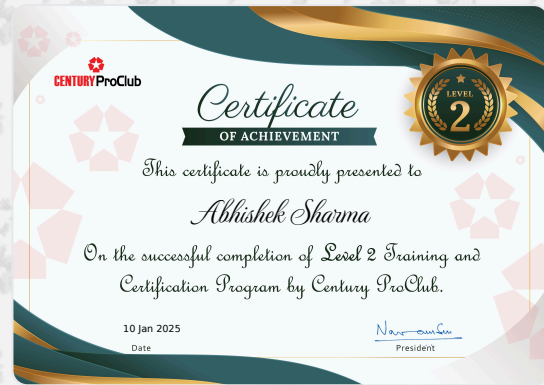 CENTURY ProClub
LEVEL
2
Certificate
OF ACHIEVEMENT
This certificate is proudly presented to
Abhishek Sharma
On the successful completion of Level 2 Training and
Certification Program by Century ProClub.
10 Jan 2025
Date
President